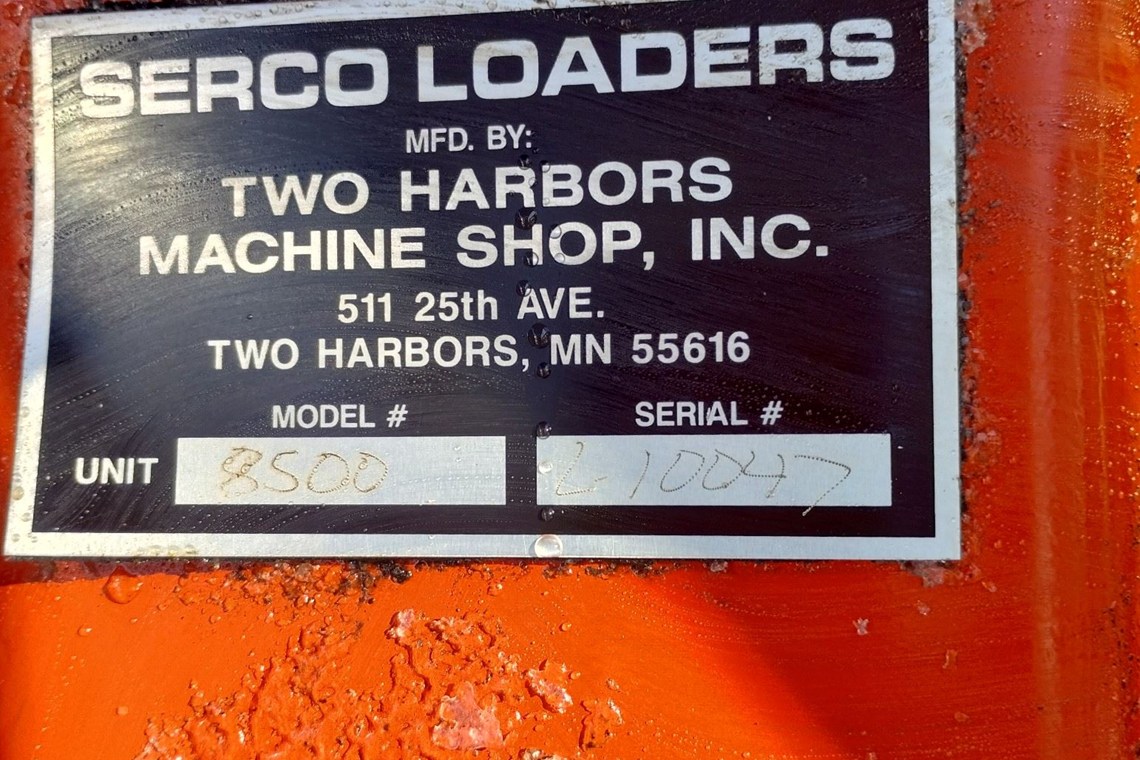 SERCO LOADERS
MFD. BY:
TWO HARBORS
MACHINE SHOP, INC.
511 25th AVE.
TWO HARBORS, MN 55616
MODEL # SERIAL #
UNIT 8500 L-10047